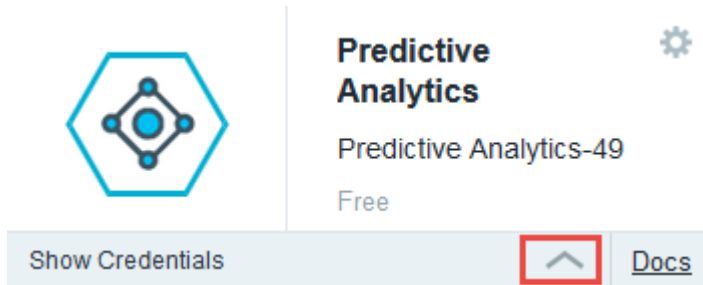 Predictive
Analytics
Predictive Analytics-49
Free
Show Credentials
Docs